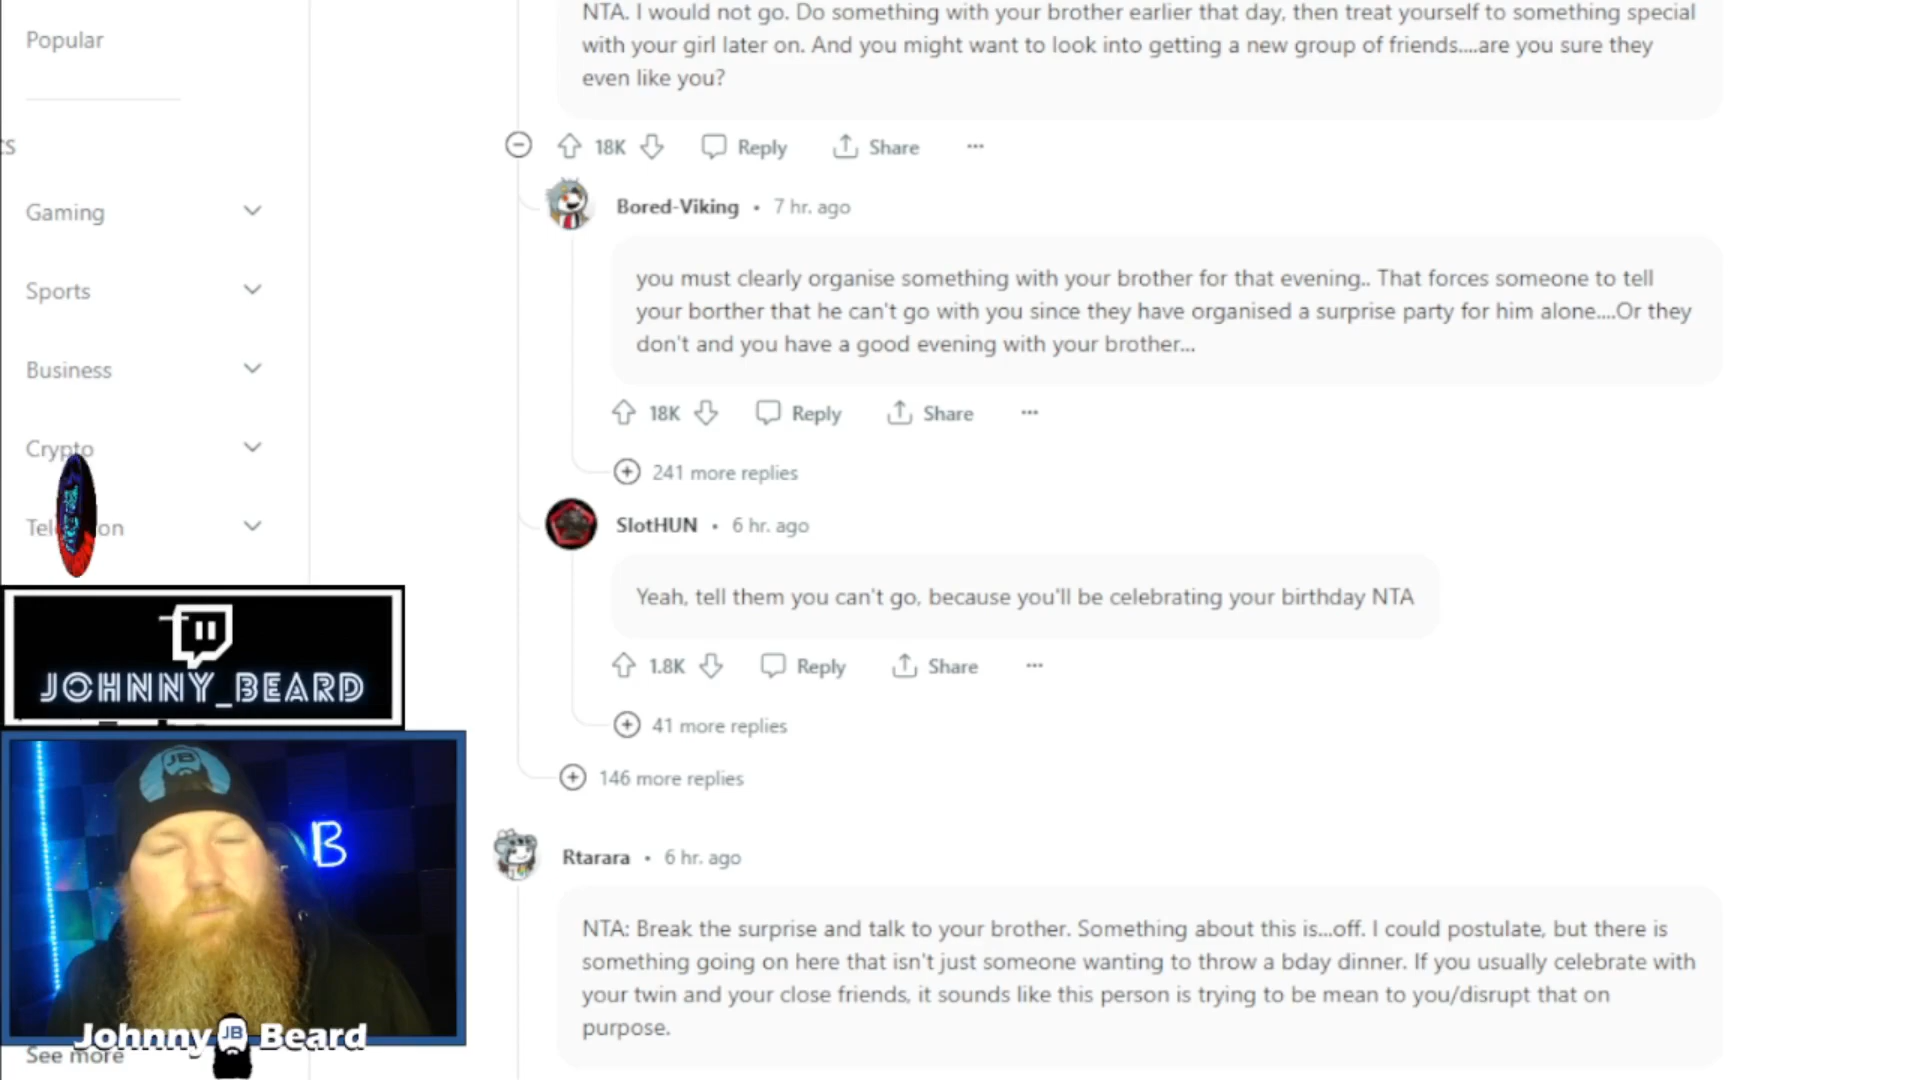 Popular
Gaming
Sports
Business
Crypto
See more
NTA. I would not go. Do something with your brother earlier that day, then treat yourself to something special
with your girl later on. And you might want to look into getting a new group of friends....are you sure they
even like you?
18K Reply Share ...
Bored-Viking • 7 hr. ago
you must clearly organise something with your brother for that evening.. That forces someone to tell
your borther that he can't go with you since they have organised a surprise party for him alone....Or they
don't and you have a good evening with your brother...
18K Reply Share ...
241 more replies
SlotHUN • 6 hr. ago
Yeah, tell them you can't go, because you'll be celebrating your birthday NTA
1.8K Reply Share ...
41 more replies
146 more replies
Rtarara • 6 hr. ago
NTA: Break the surprise and talk to your brother. Something about this is...off. I could postulate, but there is
something going on here that isn't just someone wanting to throw a bday dinner. If you usually celebrate with
your twin and your close friends, it sounds like this person is trying to be mean to you/disrupt that on
purpose.
JOHNNY_BEARD
JB
B
Johnny JB Beard